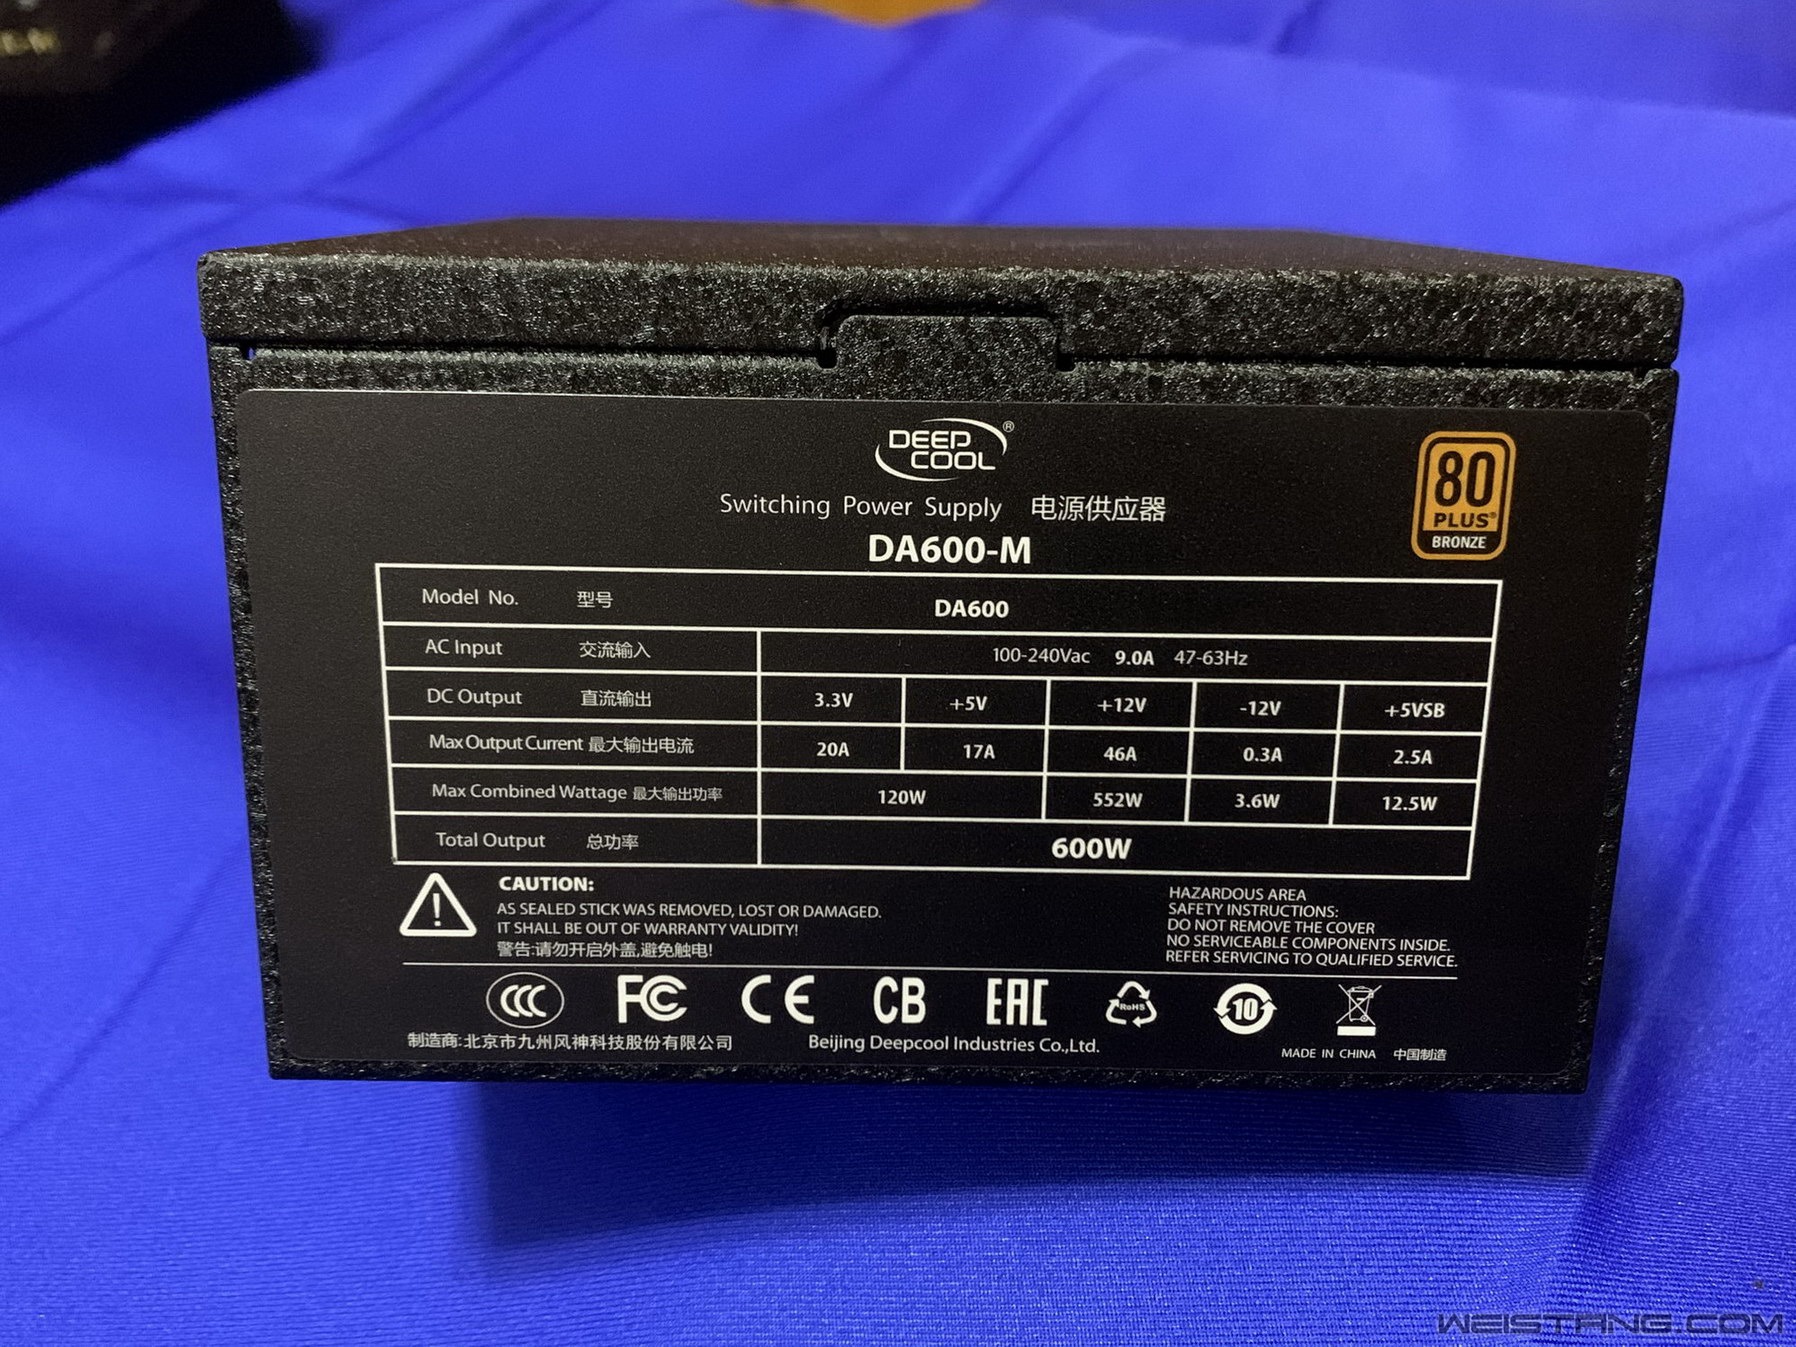 DEEP
COOL®
Switching Power Supply 电源供应器
80
PLUS®
BRONZE
DA600-M
Model No. 型号 DA600
AC Input 交流输入 100-240Vac 9.0A 47-63Hz
DC Output 直流输出 3.3V +5V +12V -12V +5VSB
Max Output Current 最大输出电流 20A 17A 46A 0.3A 2.5A
Max Combined Wattage 最大输出功率 120W 552W 3.6W 12.5W
Total Output 总功率 600W
CAUTION:
AS SEALED STICK WAS REMOVED, LOST OR DAMAGED.
IT SHALL BE OUT OF WARRANTY VALIDITY!
警告:请勿开启外盖,避免触电!
HAZARDOUS AREA
SAFETY INSTRUCTIONS:
DO NOT REMOVE THE COVER
NO SERVICEABLE COMPONENTS INSIDE.
REFER SERVICING TO QUALIFIED SERVICE.
CCC FC CE CB EAC RoHS 10
制造商:北京市九州风神科技股份有限公司 Beijing Deepcool Industries Co.,Ltd.
MADE IN CHINA 中国制造
WEISTANG.COM